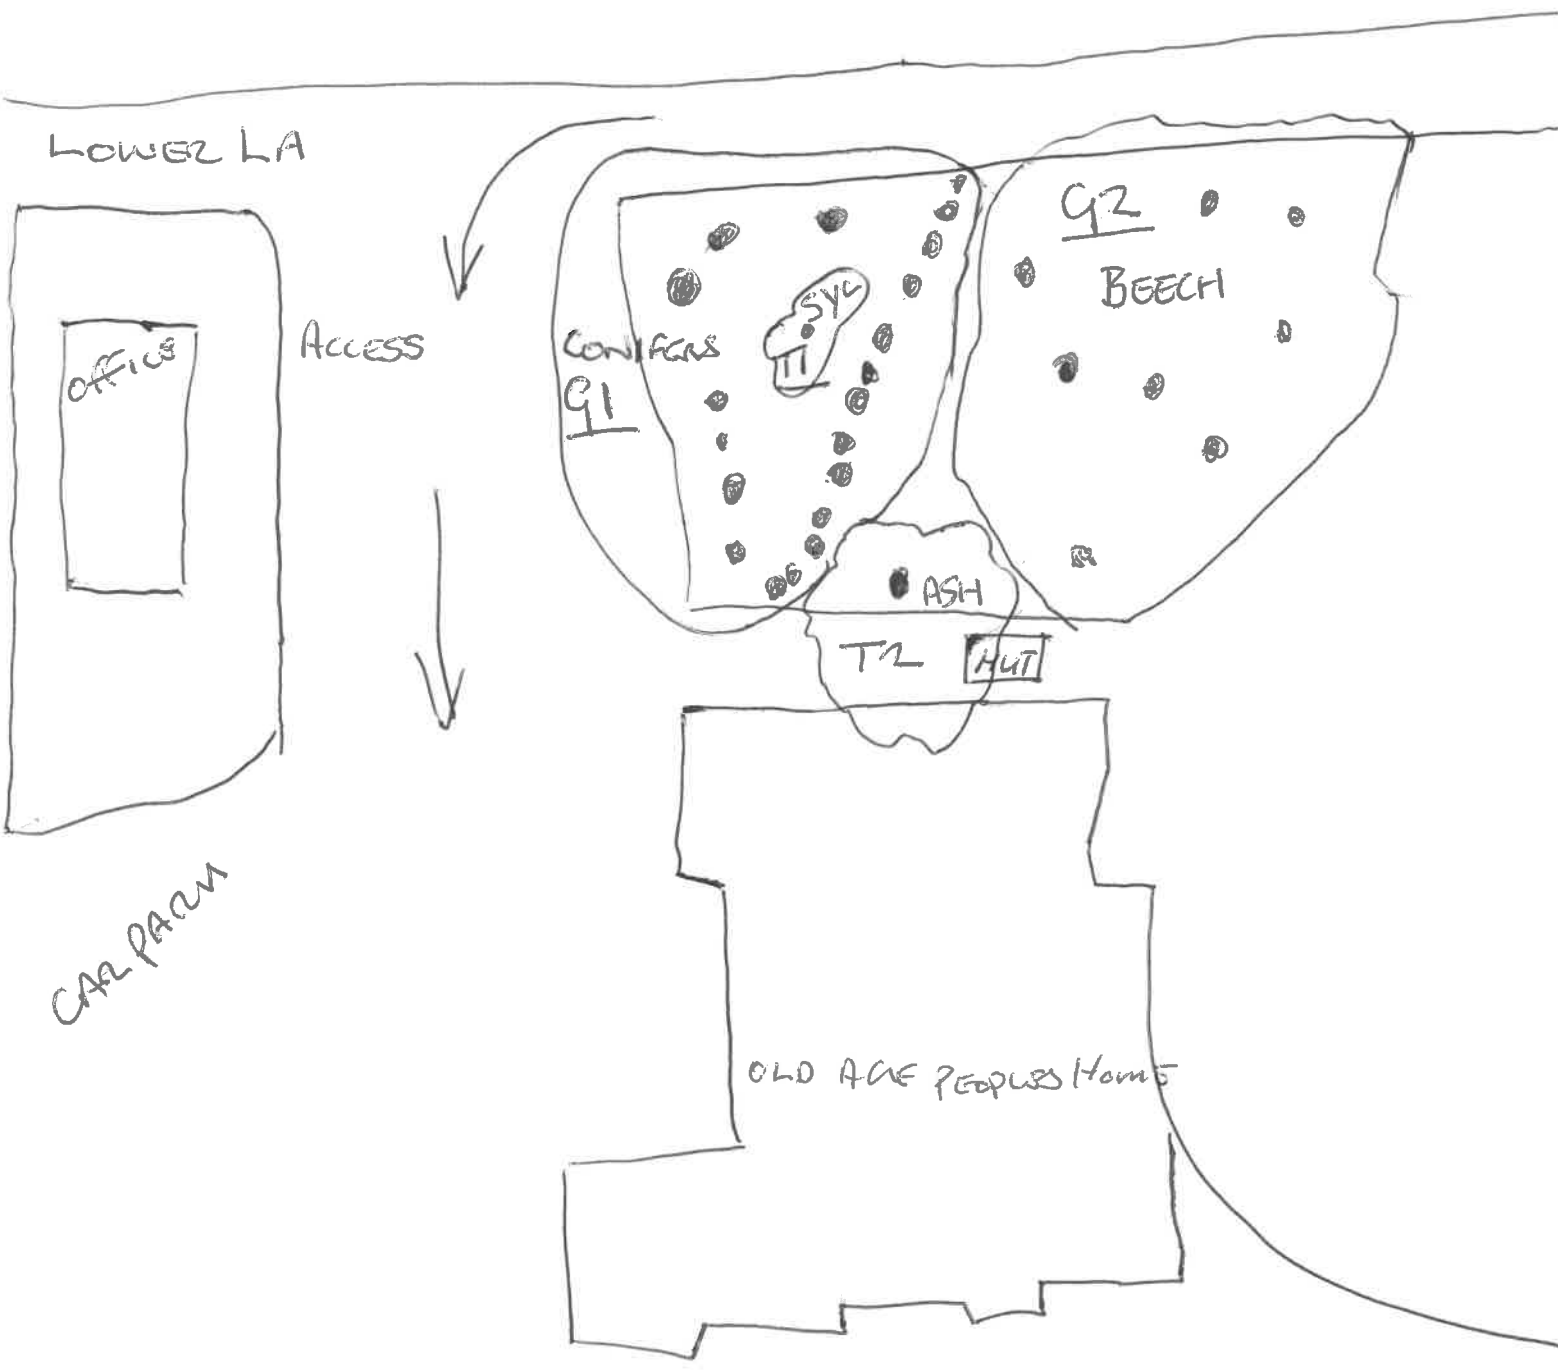 LOWER LA
OFFICE
ACCESS
CONIFERS
G1
SYC
T1
G2
BEECH
ASH
T2
HUT
CAR PARK
OLD AGE PEOPLES HOME